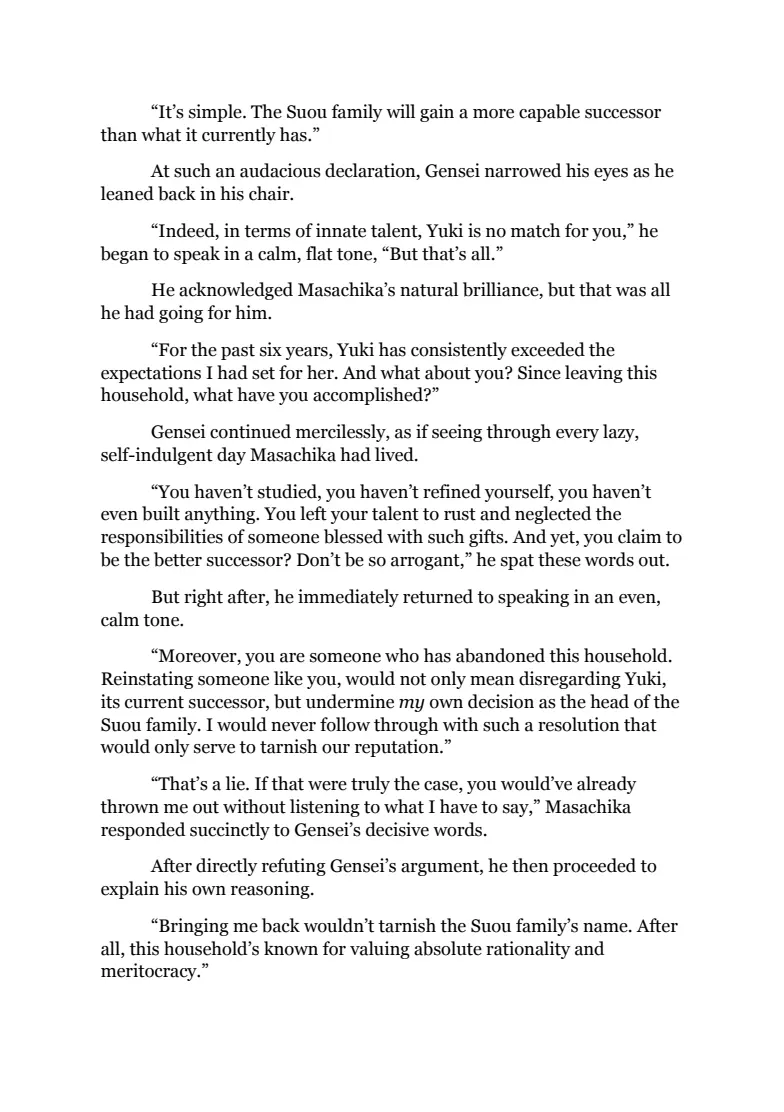 “It’s simple. The Suou family will gain a more capable successor
than what it currently has.”
At such an audacious declaration, Gensei narrowed his eyes as he
leaned back in his chair.
“Indeed, in terms of innate talent, Yuki is no match for you,” he
began to speak in a calm, flat tone, “But that’s all.”
He acknowledged Masachika’s natural brilliance, but that was all
he had going for him.
“For the past six years, Yuki has consistently exceeded the
expectations I had set for her. And what about you? Since leaving this
household, what have you accomplished?”
Gensei continued mercilessly, as if seeing through every lazy,
self-indulgent day Masachika had lived.
“You haven’t studied, you haven’t refined yourself, you haven’t
even built anything. You left your talent to rust and neglected the
responsibilities of someone blessed with such gifts. And yet, you claim to
be the better successor? Don’t be so arrogant,” he spat these words out.
But right after, he immediately returned to speaking in an even,
calm tone.
“Moreover, you are someone who has abandoned this household.
Reinstating someone like you, would not only mean disregarding Yuki,
its current successor, but undermine my own decision as the head of the
Suou family. I would never follow through with such a resolution that
would only serve to tarnish our reputation.”
“That’s a lie. If that were truly the case, you would’ve already
thrown me out without listening to what I have to say,” Masachika
responded succinctly to Gensei’s decisive words.
After directly refuting Gensei’s argument, he then proceeded to
explain his own reasoning.
“Bringing me back wouldn’t tarnish the Suou family’s name. After
all, this household’s known for valuing absolute rationality and
meritocracy.”